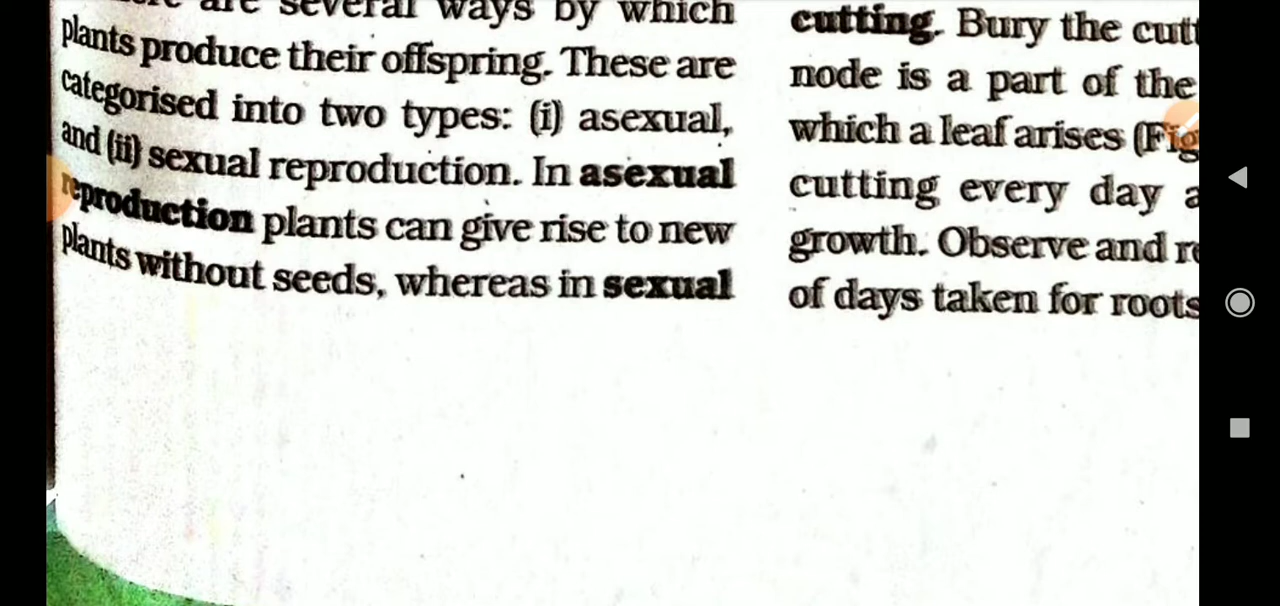 are several ways by which
plants produce their offspring. These are
categorised into two types: (i) asexual,
and (ii) sexual reproduction. In asexual
reproduction plants can give rise to new
plants without seeds, whereas in sexual
cutting. Bury the cutt
node is a part of the
which a leaf arises (Fig
cutting every day a
growth. Observe and re
of days taken for roots